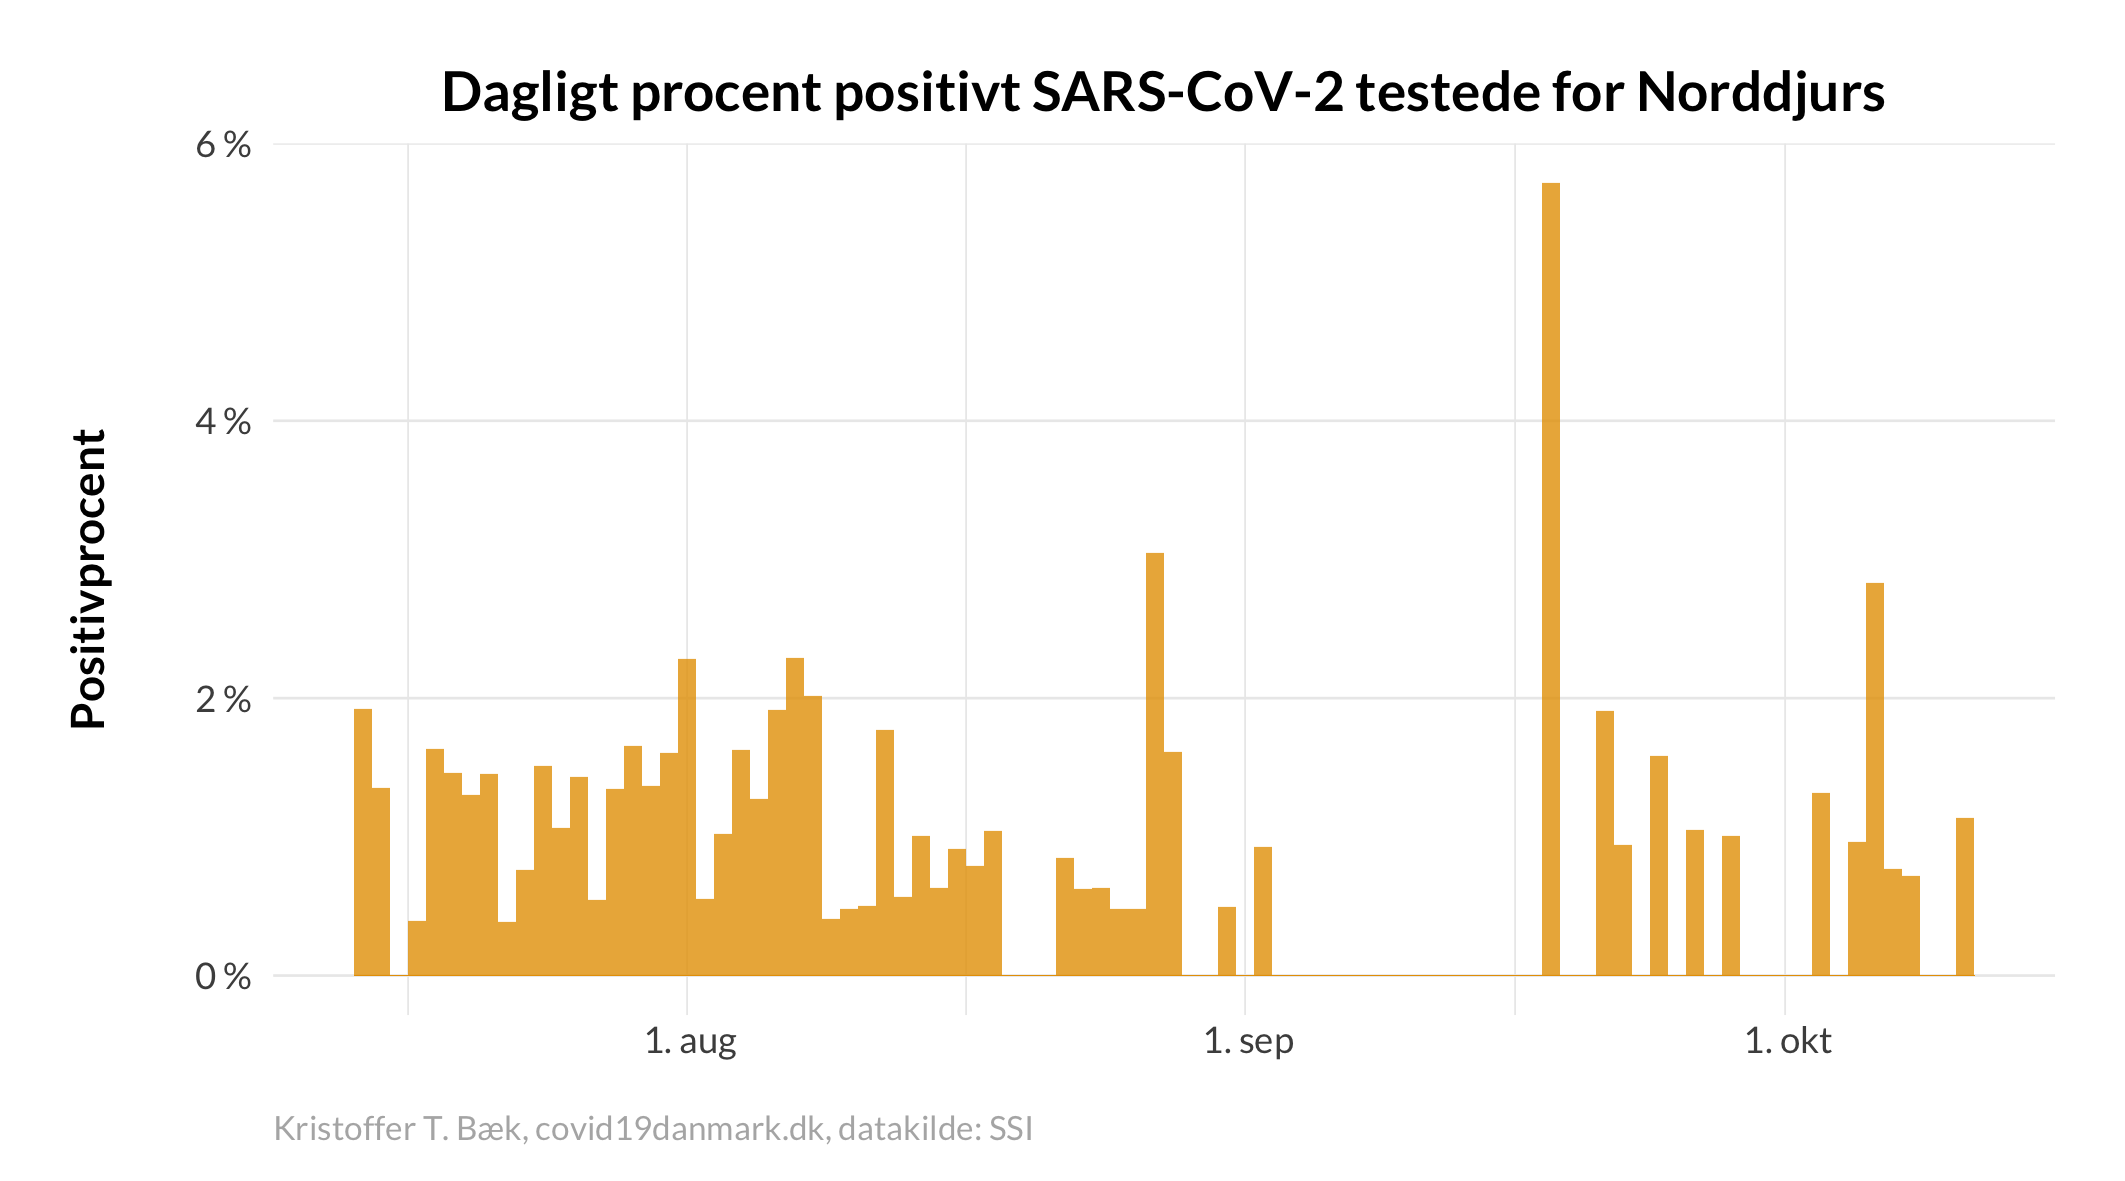 Dagligt procent positivt SARS-CoV-2 testede for Norddjurs
Positivprocent
6 %
4 %
2 %
0 %
1. aug
1. sep
1. okt
Kristoffer T. Bæk, covid19danmark.dk, datakilde: SSI